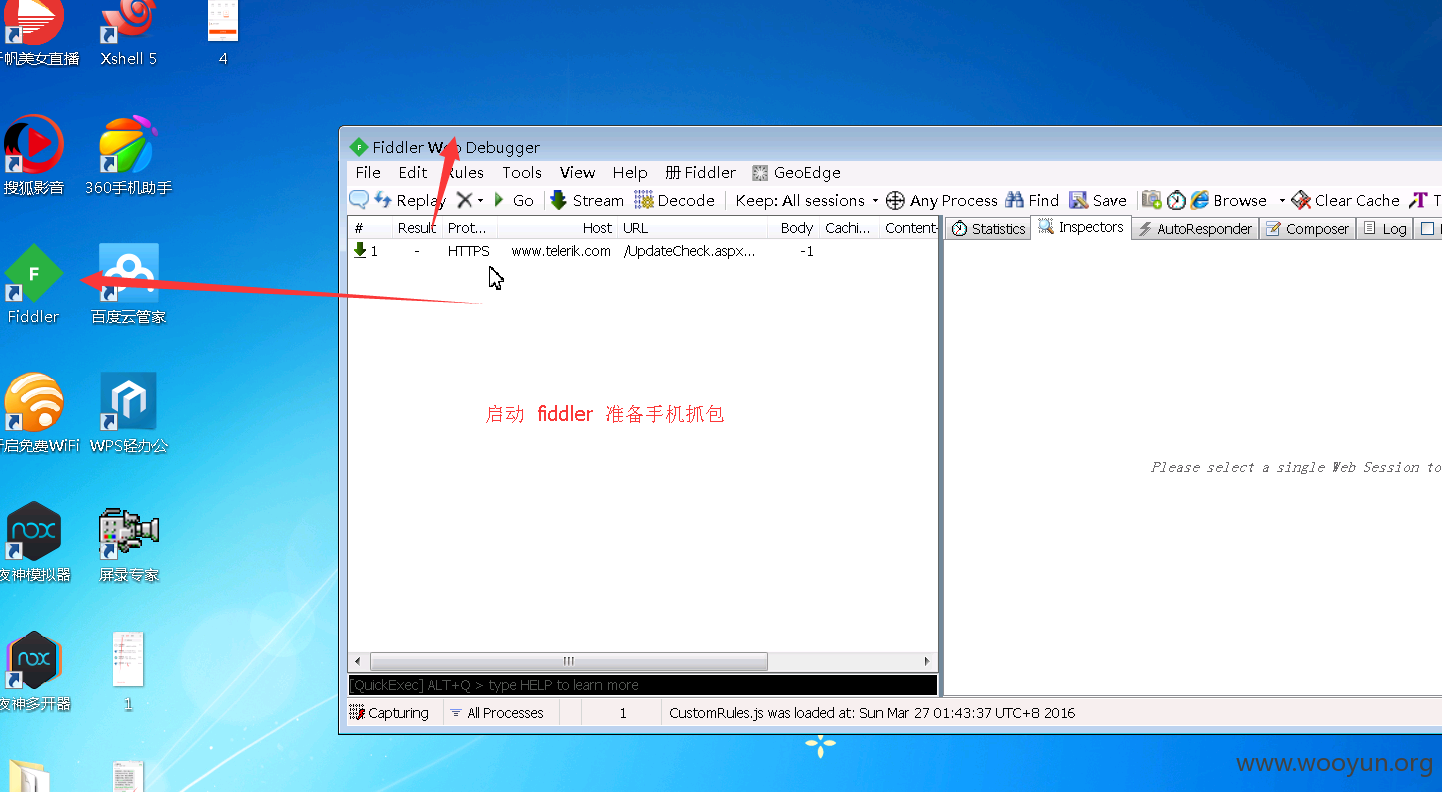 千帆美女直播
Xshell 5
4
搜狐影音
360手机助手
Fiddler
百度云管家
开启免费WiFi
WPS轻办公
夜神模拟器
屏录专家
夜神多开器
1
Fiddler Web Debugger
File Edit Rules Tools View Help 册 Fiddler GeoEdge
Replay Go Stream Decode Keep: All sessions Any Process Find Save Browse Clear Cache T T
# Result Prot... Host URL Body Cachi... Content-
1 - HTTPS www.telerik.com /UpdateCheck.aspx... -1
Statistics Inspectors AutoResponder Composer Log
启动 fiddler 准备手机抓包
Please select a single Web Session to
[QuickExec] ALT+Q > type HELP to learn more
Capturing All Processes 1 CustomRules.js was loaded at: Sun Mar 27 01:43:37 UTC+8 2016
www.wooyun.org